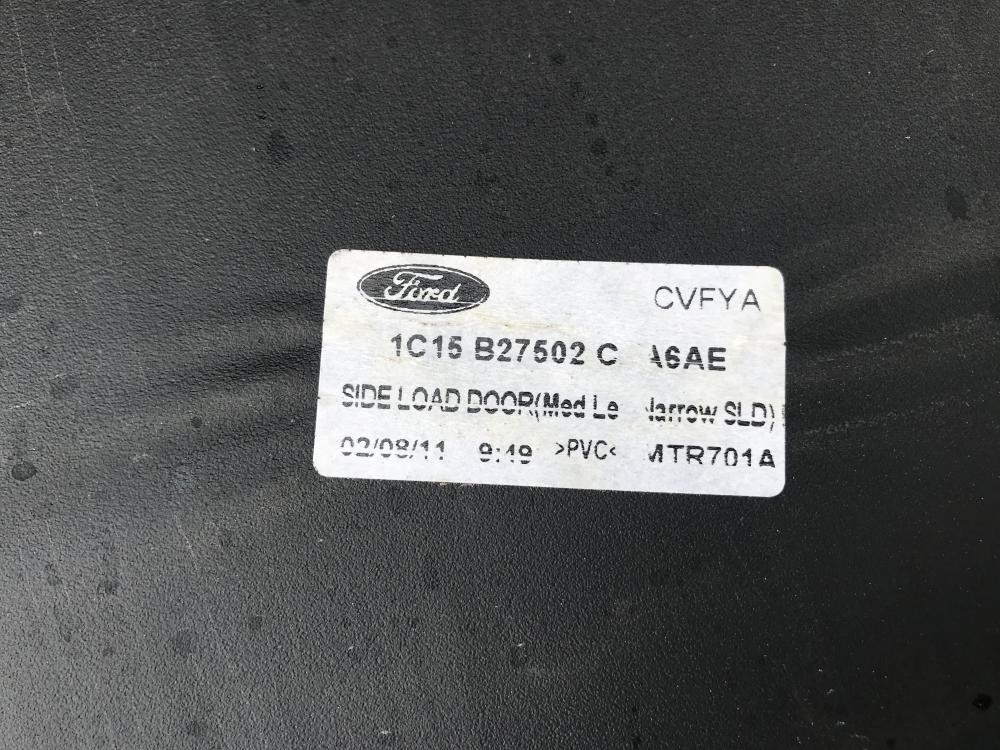 Ford CVFYA
1C15 B27502 C A6AE
SIDE LOAD DOOR(Med Le Narrow SLD)
02/08/11 9:49 >PVC< MTR701A